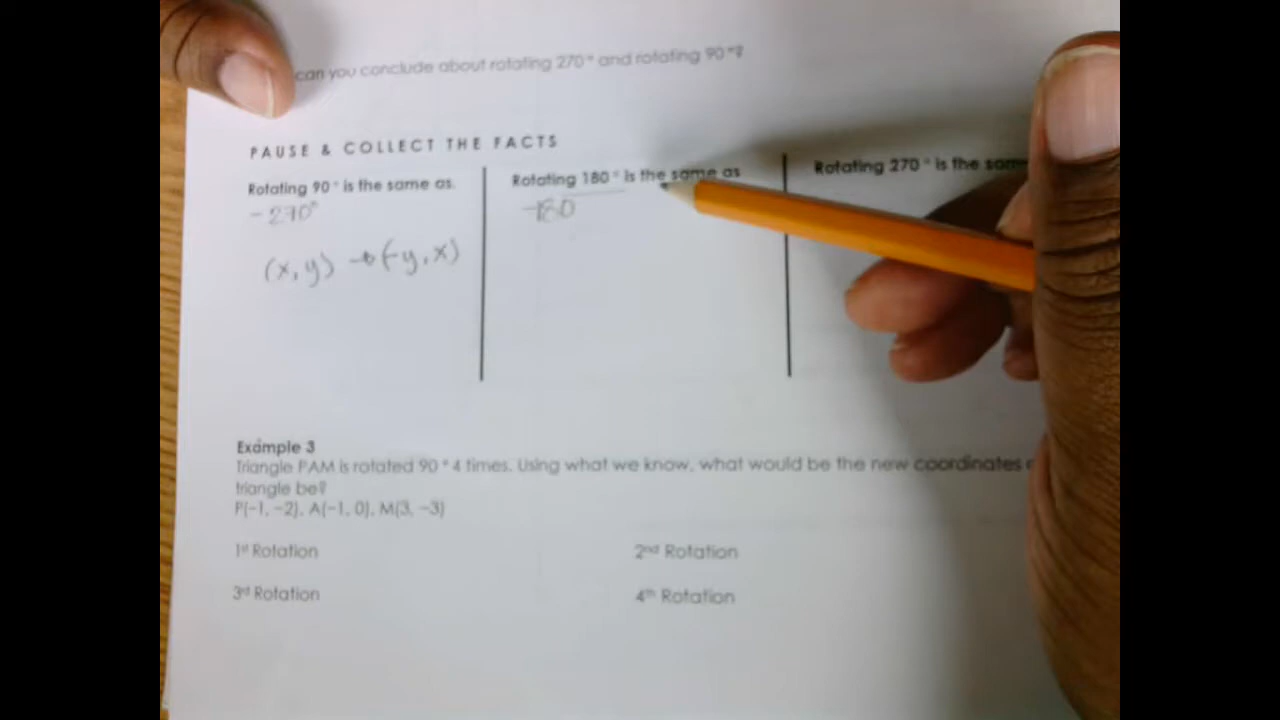 can you conclude about rotating 270° and rotating 90°?
PAUSE & COLLECT THE FACTS
Rotating 90° is the same as
-270°
(x, y) → (-y, x)
Rotating 180° is the same as
-180
Rotating 270° is the same
Example 3
Triangle PAM is rotated 90° 4 times. Using what we know, what would be the new coordinates
triangle be?
P(−1, −2), A(−1, 0), M(3, −3)
1st Rotation
2nd Rotation
3rd Rotation
4th Rotation